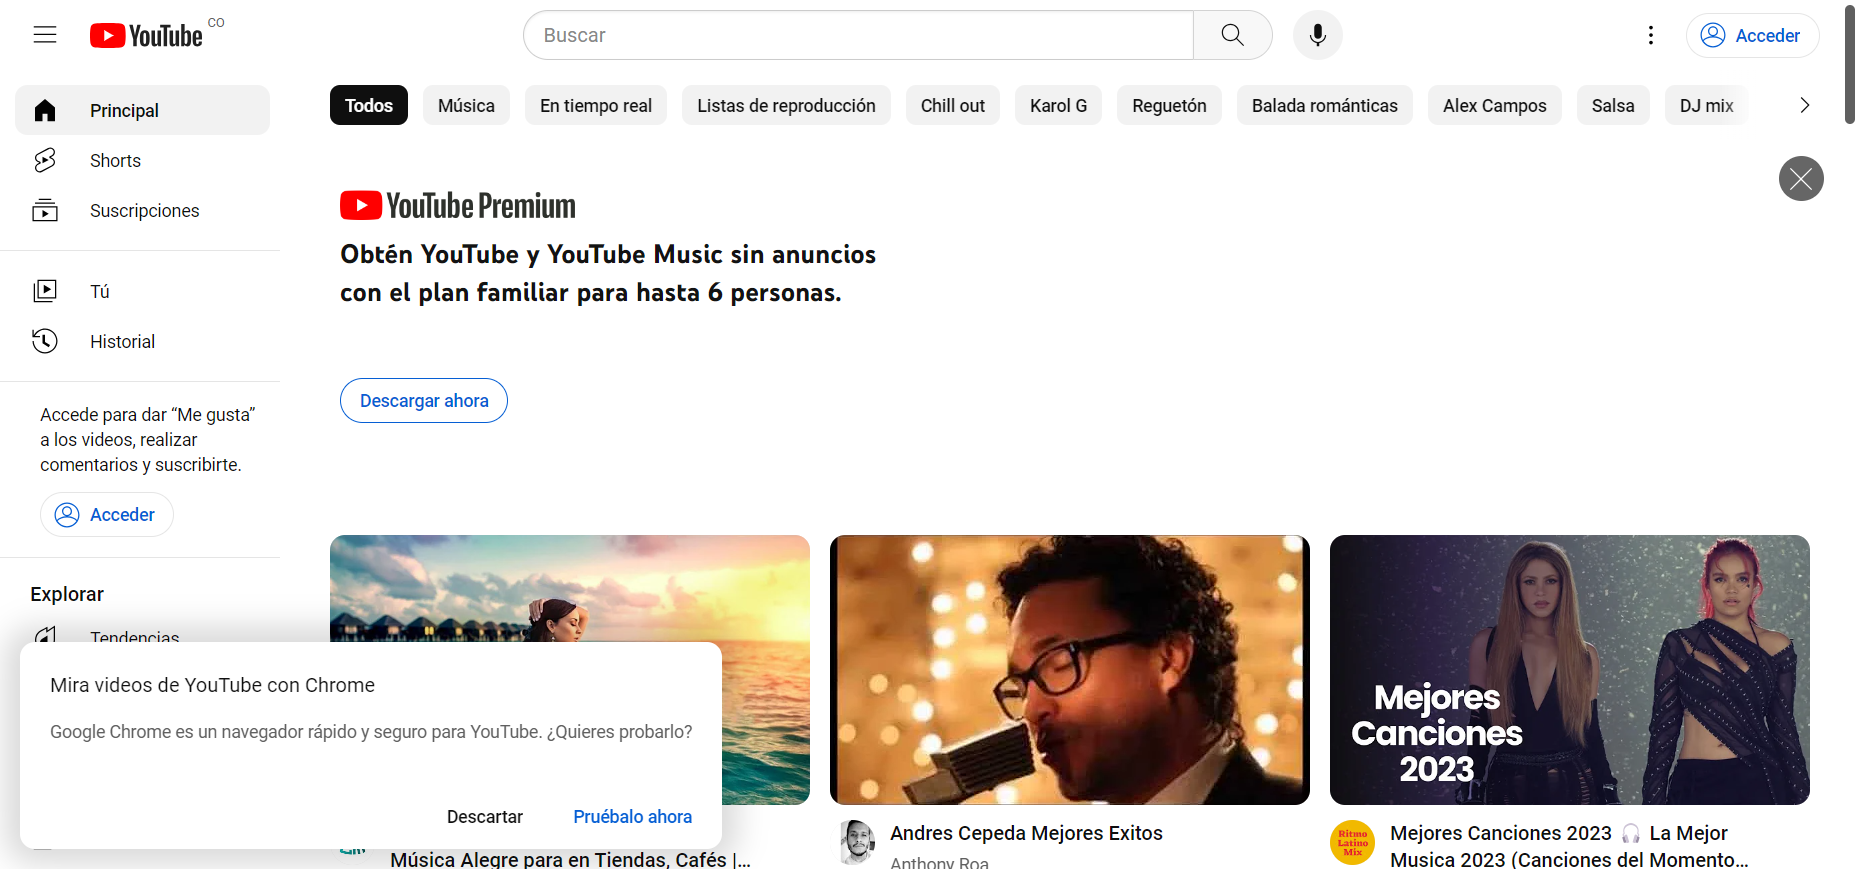 YouTube CO
Buscar
Acceder
Principal
Shorts
Suscripciones
Tú
Historial
Accede para dar “Me gusta”
a los videos, realizar
comentarios y suscribirte.
Acceder
Explorar
Tendencias
Todos
Música
En tiempo real
Listas de reproducción
Chill out
Karol G
Reguetón
Balada románticas
Alex Campos
Salsa
DJ mix
YouTube Premium
Obtén YouTube y YouTube Music sin anuncios
con el plan familiar para hasta 6 personas.
Descargar ahora
Mejores
Canciones
2023
Mira videos de YouTube con Chrome
Google Chrome es un navegador rápido y seguro para YouTube. ¿Quieres probarlo?
Descartar
Pruébalo ahora
Música Alegre para en Tiendas, Cafés |...
Andres Cepeda Mejores Exitos
Anthony Roa
Ritmo
Latino
Mix
Mejores Canciones 2023 🎧 La Mejor
Musica 2023 (Canciones del Momento...